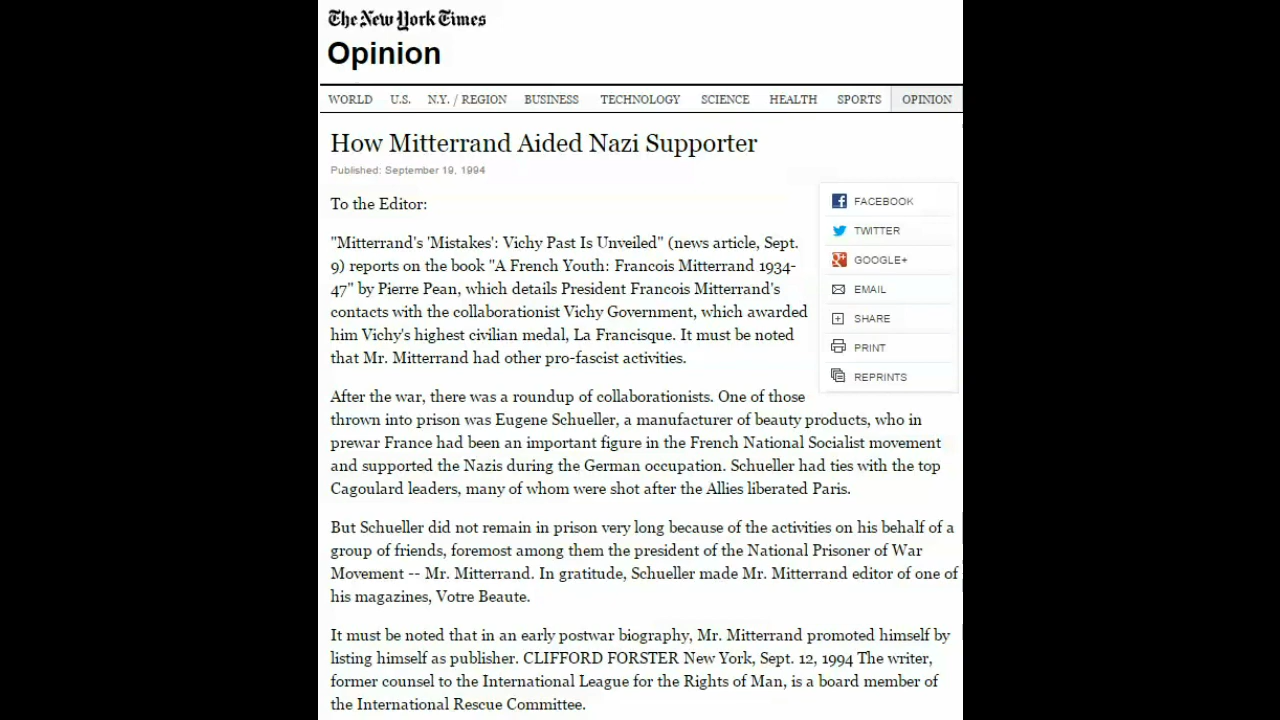 The New York Times
Opinion
WORLD U.S. N.Y. / REGION BUSINESS TECHNOLOGY SCIENCE HEALTH SPORTS OPINION
How Mitterrand Aided Nazi Supporter
Published: September 19, 1994
FACEBOOK
TWITTER
GOOGLE+
EMAIL
SHARE
PRINT
REPRINTS
To the Editor:
"Mitterrand's 'Mistakes': Vichy Past Is Unveiled" (news article, Sept.
9) reports on the book "A French Youth: Francois Mitterrand 1934-
47" by Pierre Pean, which details President Francois Mitterrand's
contacts with the collaborationist Vichy Government, which awarded
him Vichy's highest civilian medal, La Francisque. It must be noted
that Mr. Mitterrand had other pro-fascist activities.
After the war, there was a roundup of collaborationists. One of those
thrown into prison was Eugene Schueller, a manufacturer of beauty products, who in
prewar France had been an important figure in the French National Socialist movement
and supported the Nazis during the German occupation. Schueller had ties with the top
Cagoulard leaders, many of whom were shot after the Allies liberated Paris.
But Schueller did not remain in prison very long because of the activities on his behalf of a
group of friends, foremost among them the president of the National Prisoner of War
Movement -- Mr. Mitterrand. In gratitude, Schueller made Mr. Mitterrand editor of one of
his magazines, Votre Beaute.
It must be noted that in an early postwar biography, Mr. Mitterrand promoted himself by
listing himself as publisher. CLIFFORD FORSTER New York, Sept. 12, 1994 The writer,
former counsel to the International League for the Rights of Man, is a board member of
the International Rescue Committee.